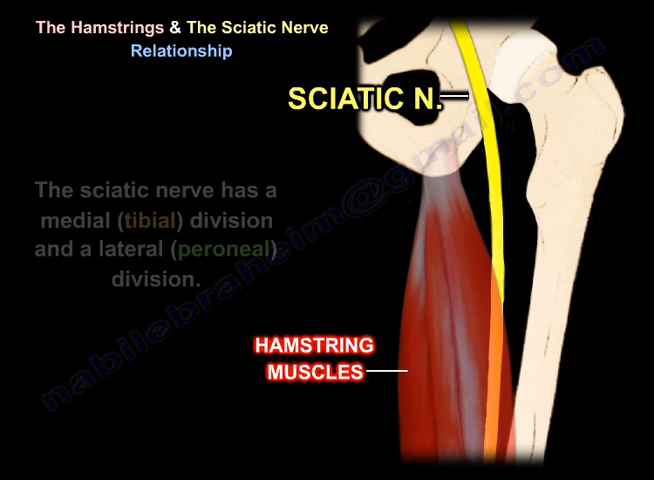 The Hamstrings & The Sciatic Nerve
Relationship
SCIATIC N.
The sciatic nerve has a
medial (tibial) division
and a lateral (peroneal)
division.
HAMSTRING
MUSCLES
nabilebraheim@gmail.com